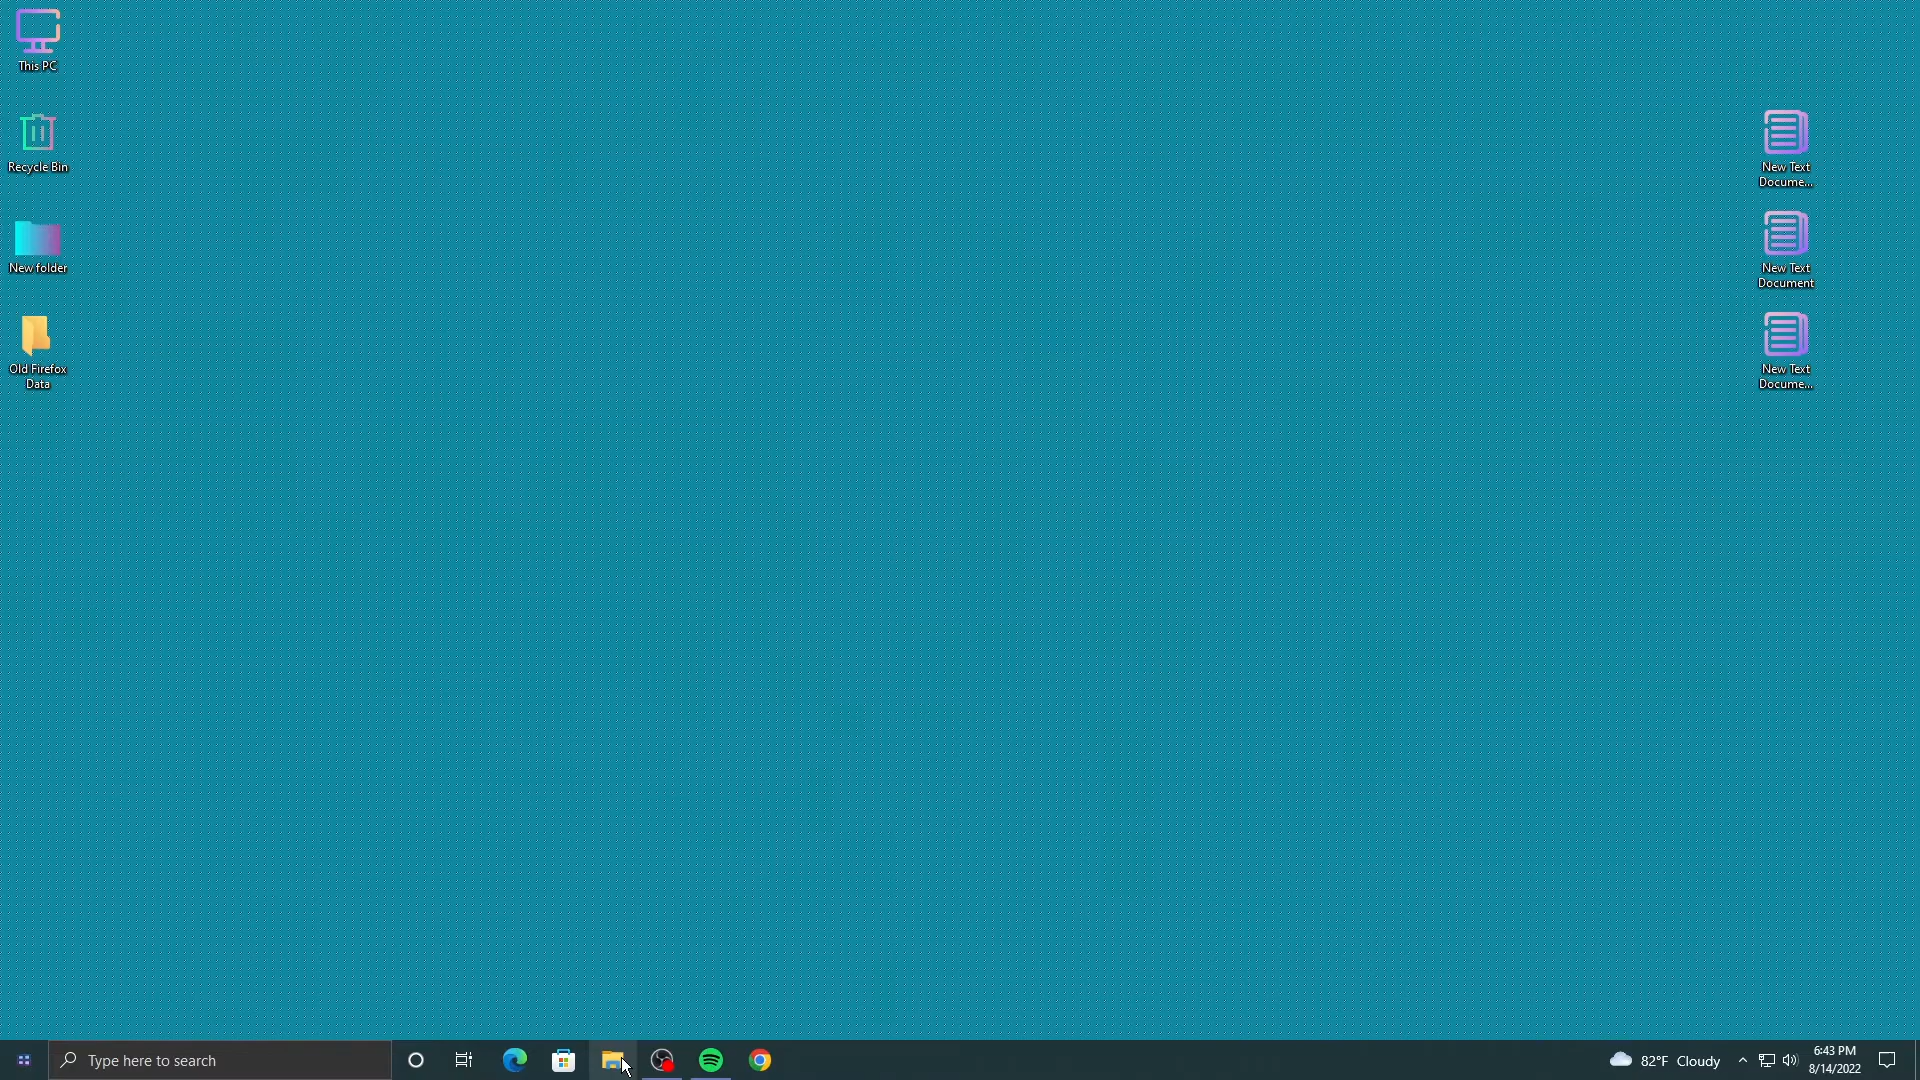 This PC
Recycle Bin
New folder
Old Firefox
Data
New Text
Docume...
New Text
Document
New Text
Docume...
Type here to search
82°F Cloudy
6:43 PM
8/14/2022